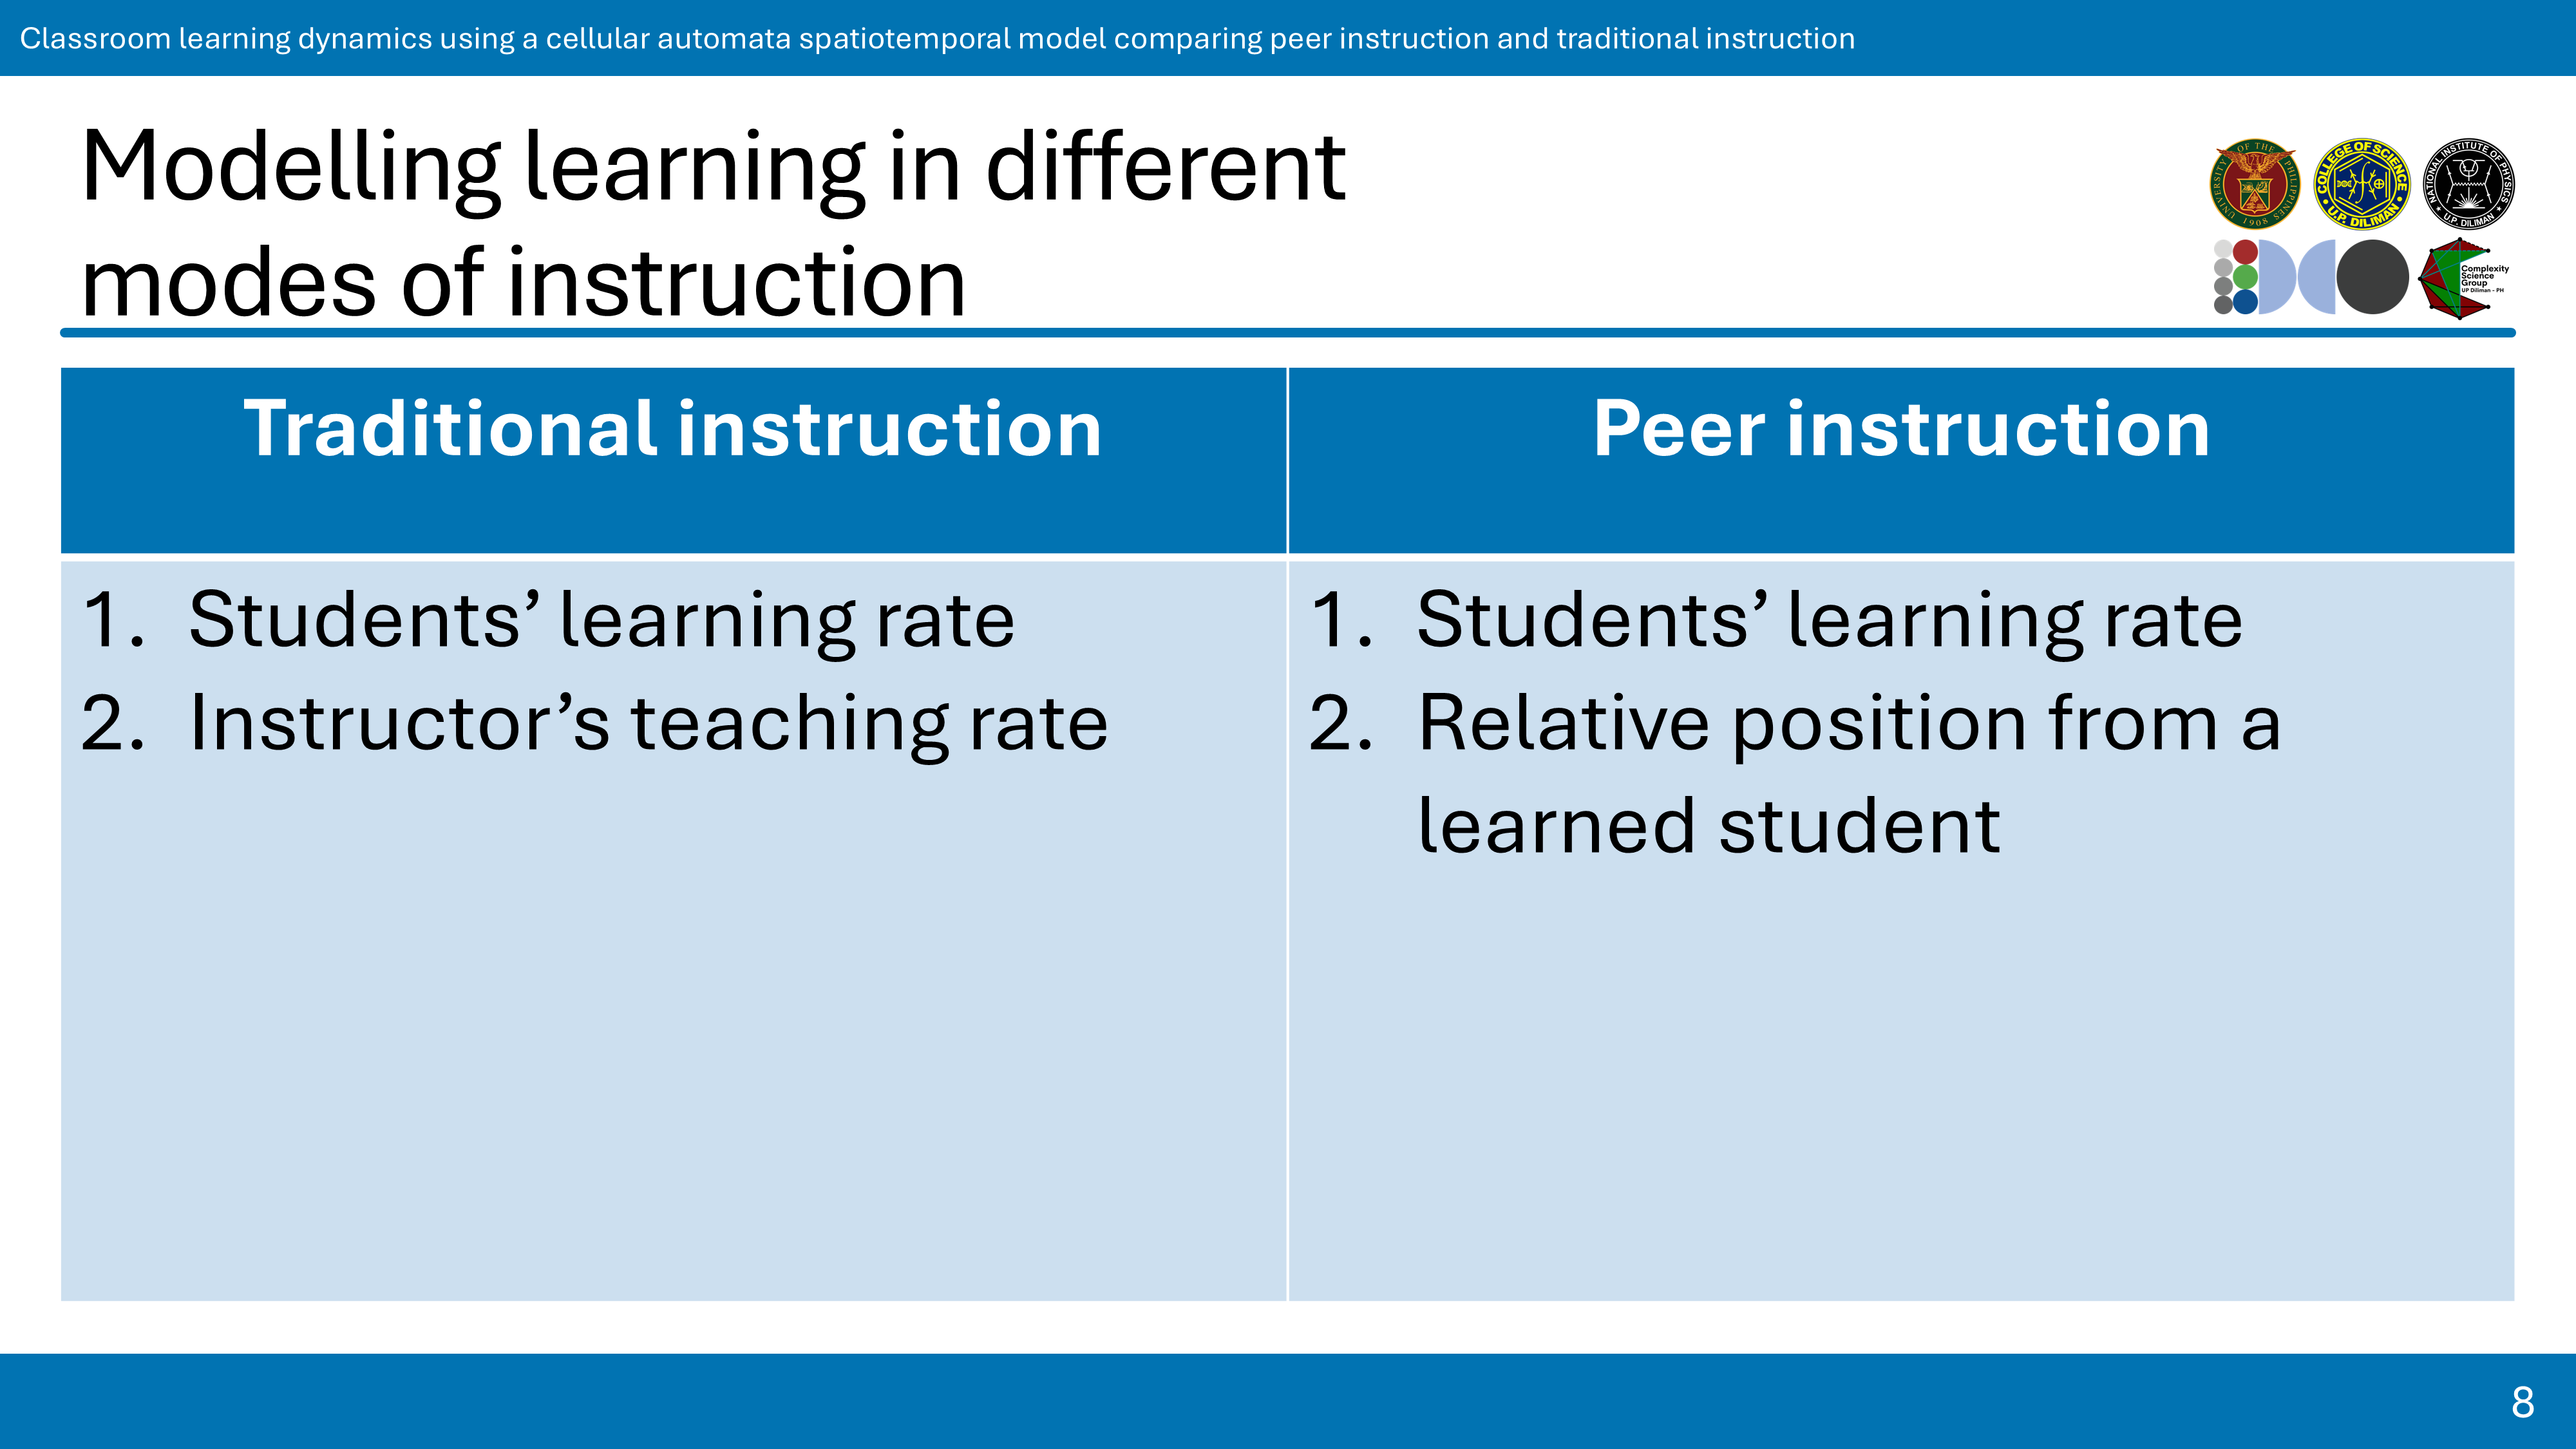 Classroom learning dynamics using a cellular automata spatiotemporal model comparing peer instruction and traditional instruction
Modelling learning in different
modes of instruction
UNIVERSITY OF THE PHILIPPINES
1908
COLLEGE OF SCIENCE
U.P. DILIMAN
NATIONAL INSTITUTE OF PHYSICS
U.P. DILIMAN
Complexity
Science
Group
UP Diliman - PH
Traditional instruction
Peer instruction
1. Students’ learning rate
2. Instructor’s teaching rate
1. Students’ learning rate
2. Relative position from a
learned student
8